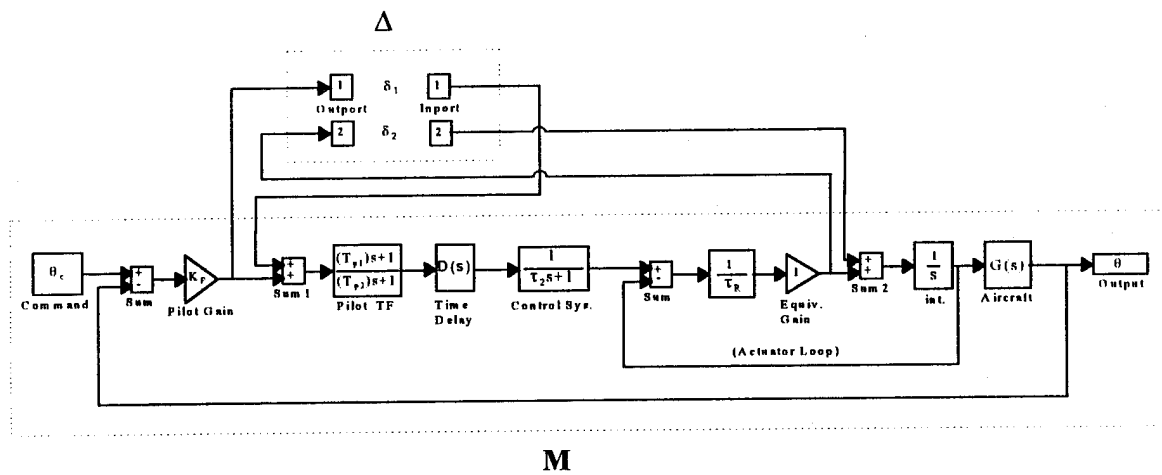 Δ
1 δ₁ 1
Outport Inport
2 δ₂ 2
θc
Command
+
-
Sum
KP
Pilot Gain
+
+
Sum 1
(Tp1)s+1
(Tp2)s+1
Pilot TF
D(s)
Time
Delay
1
τ2s+1
Control Sys.
+
-
Sum
1
τR
1
Equiv.
Gain
+
+
Sum 2
1
s
int.
G(s)
Aircraft
θ
Output
(Actuator Loop)
M